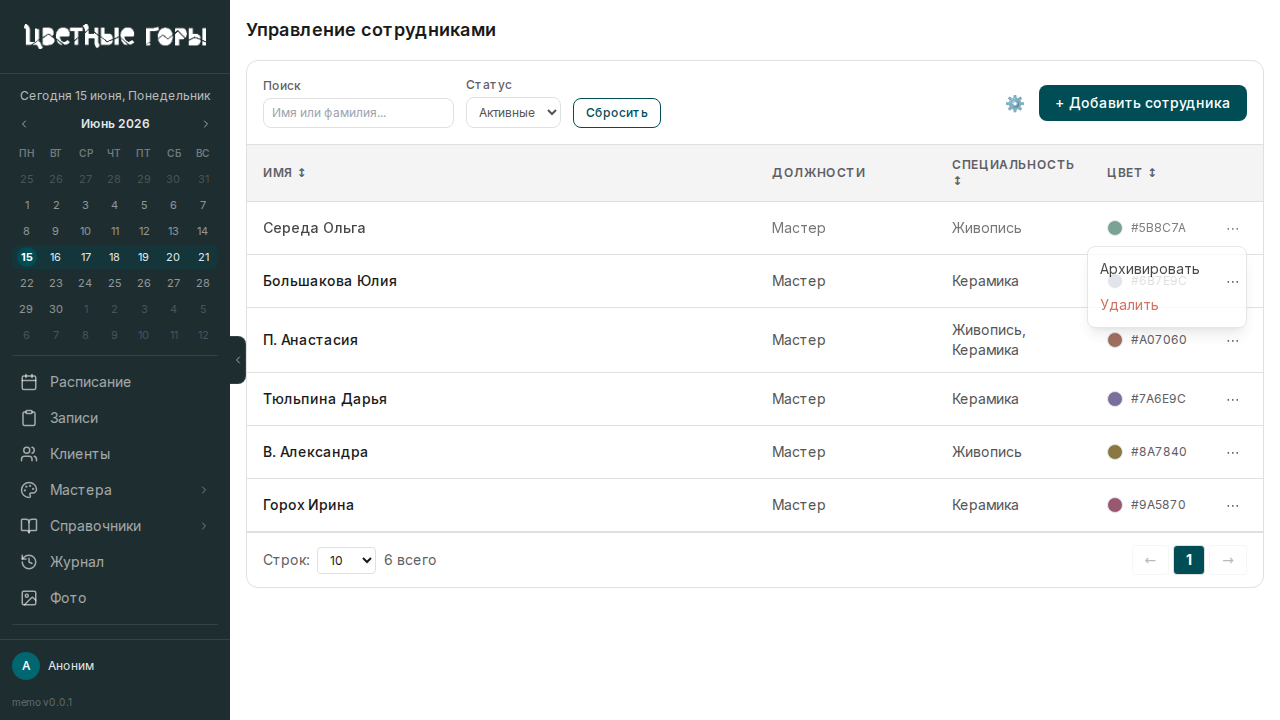 Цветные горы
Сегодня 15 июня, Понедельник
Июнь 2026
ПН ВТ СР ЧТ ПТ СБ ВС
25 26 27 28 29 30 31
1 2 3 4 5 6 7
8 9 10 11 12 13 14
15 16 17 18 19 20 21
22 23 24 25 26 27 28
29 30 1 2 3 4 5
6 7 8 9 10 11 12
Расписание
Записи
Клиенты
Мастера
Справочники
Журнал
Фото
А Аноним
memo v0.0.1
Управление сотрудниками
Поиск
Имя или фамилия...
Статус
Активные
Сбросить
+ Добавить сотрудника
ИМЯ ↕ ДОЛЖНОСТИ СПЕЦИАЛЬНОСТЬ ↕ ЦВЕТ ↕
Середа Ольга Мастер Живопись #5B8C7A ...
Большакова Юлия Мастер Керамика #6B7E9C ...
Архивировать
Удалить
П. Анастасия Мастер Живопись, Керамика #A07060 ...
Тюльпина Дарья Мастер Керамика #7A6E9C ...
В. Александра Мастер Живопись #8A7840 ...
Горох Ирина Мастер Керамика #9A5870 ...
Строк: 10 6 всего ← 1 →